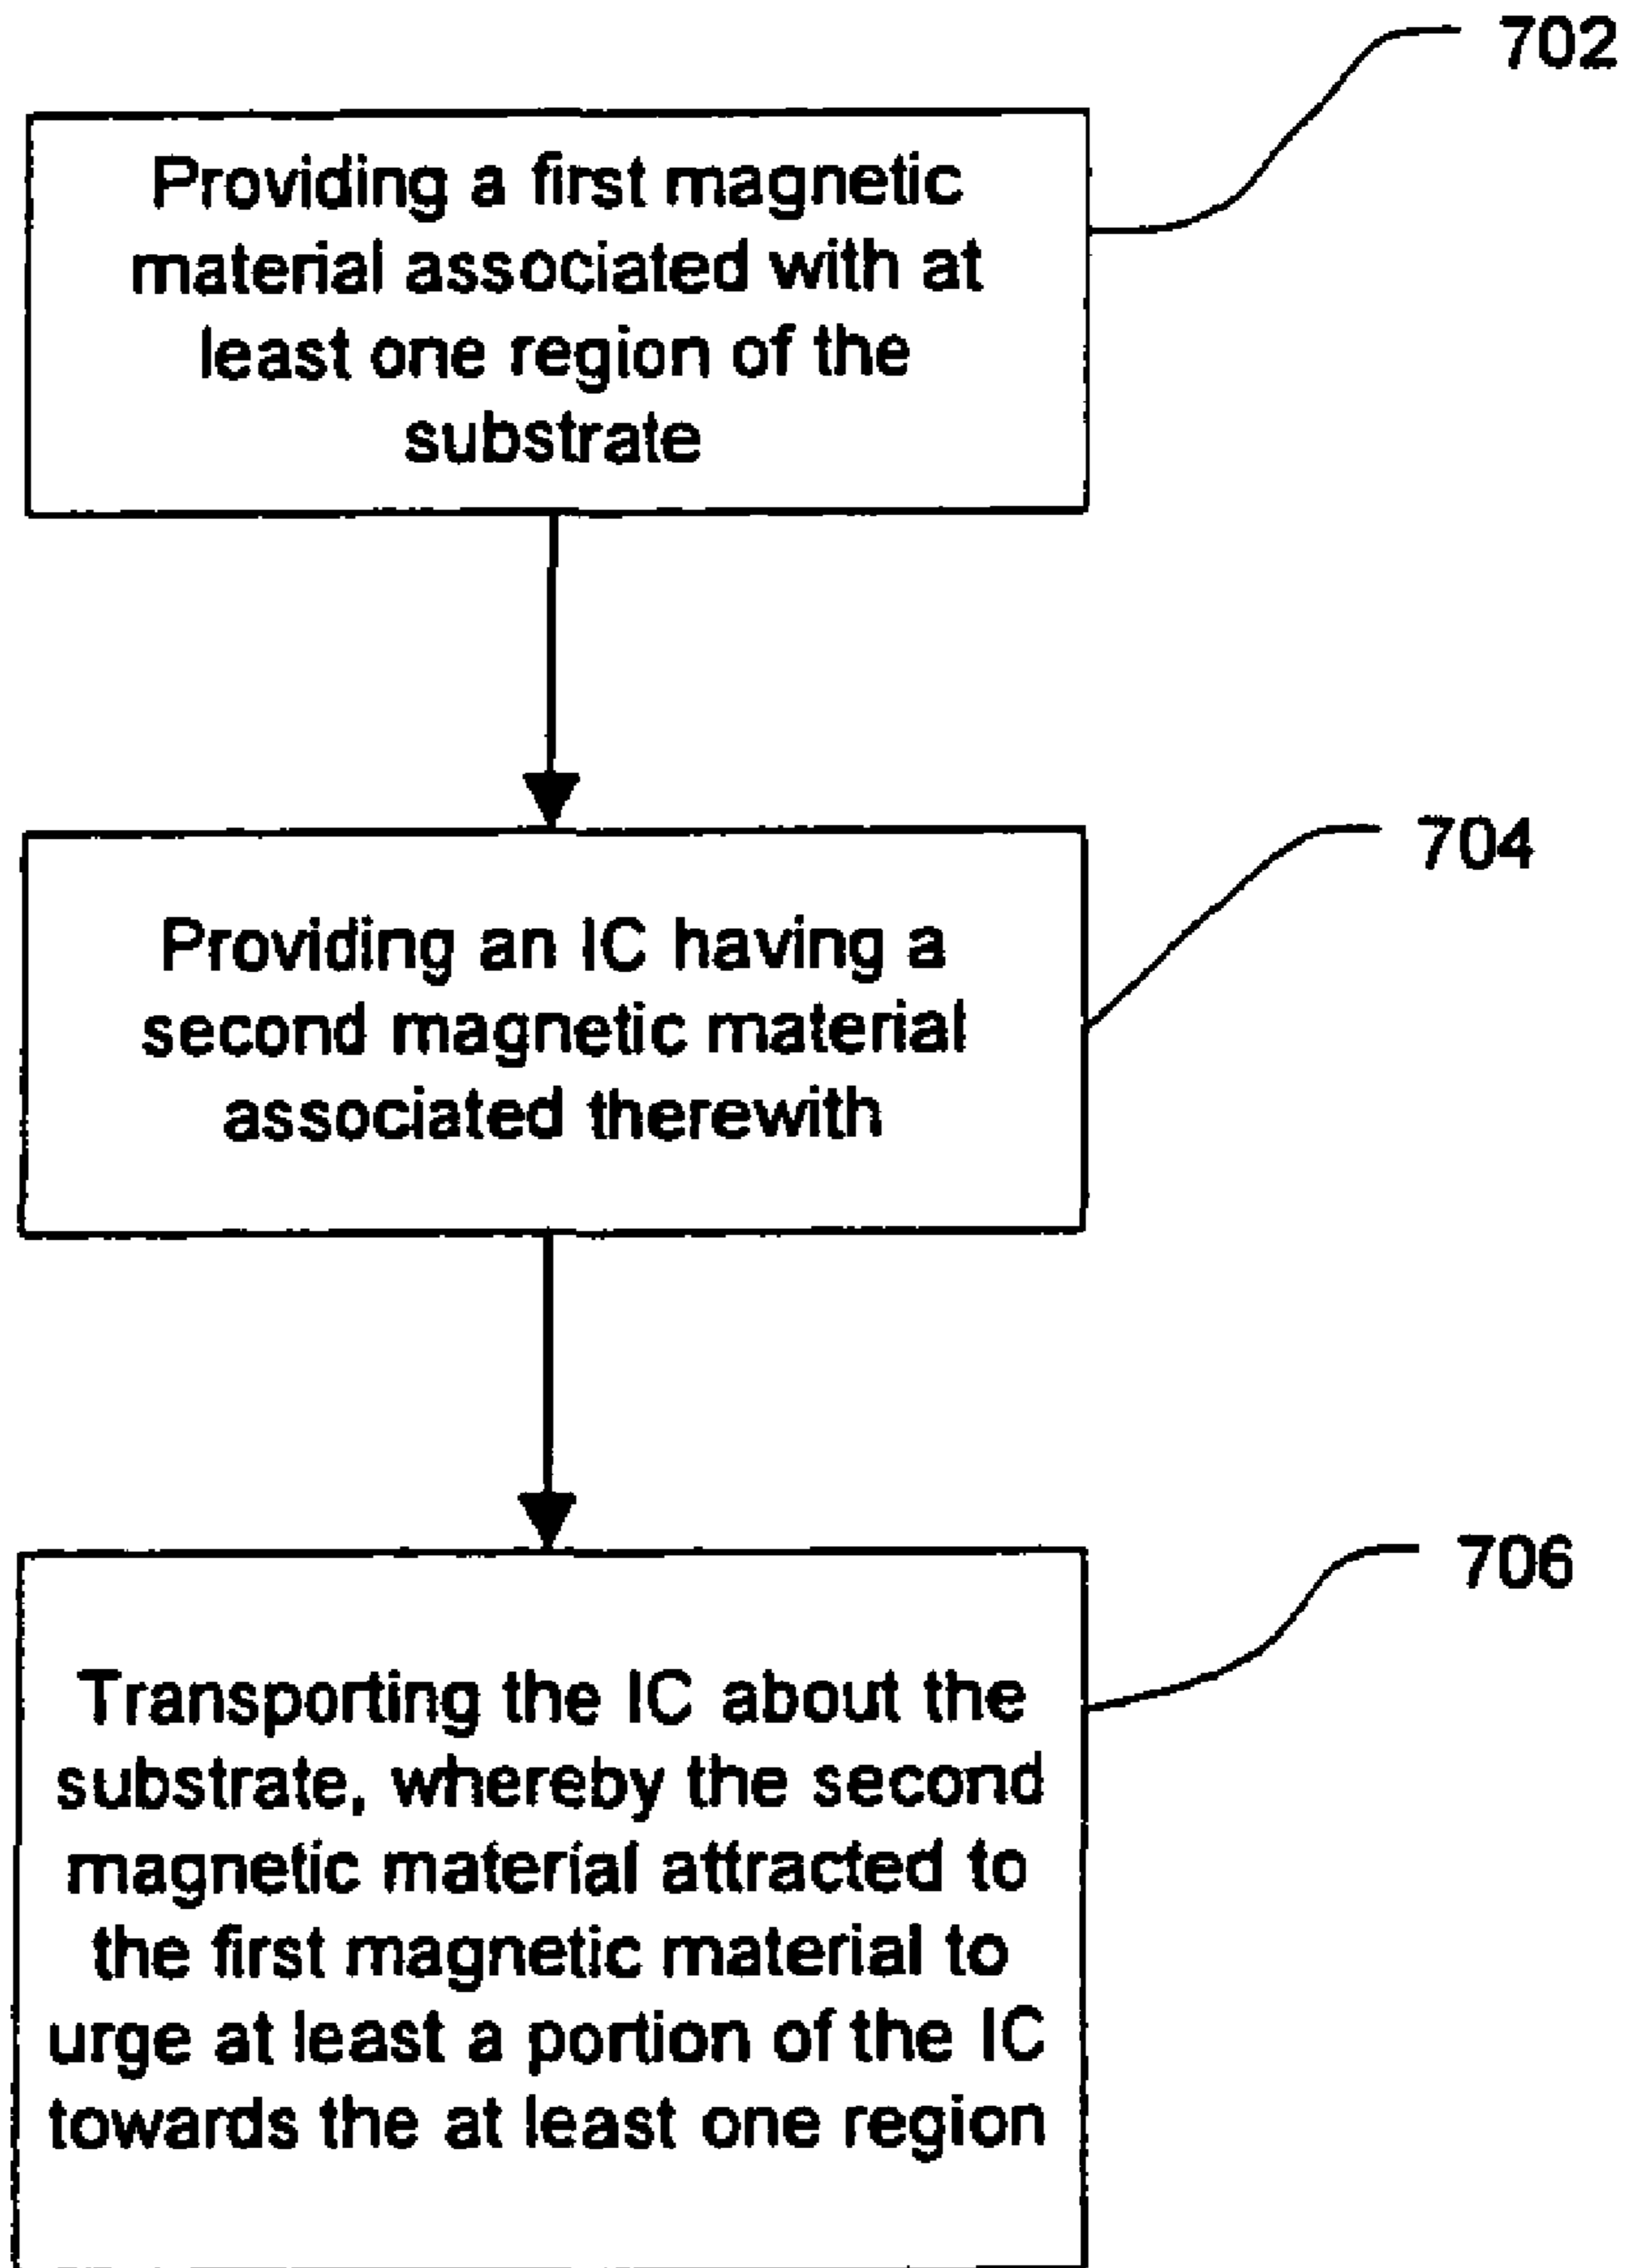 702
Providing a first magnetic
material associated with at
least one region of the
substrate
704
Providing an IC having a
second magnetic material
associated therewith
706
Transporting the IC about the
substrate, whereby the second
magnetic material attracted to
the first magnetic material to
urge at least a portion of the IC
towards the at least one region